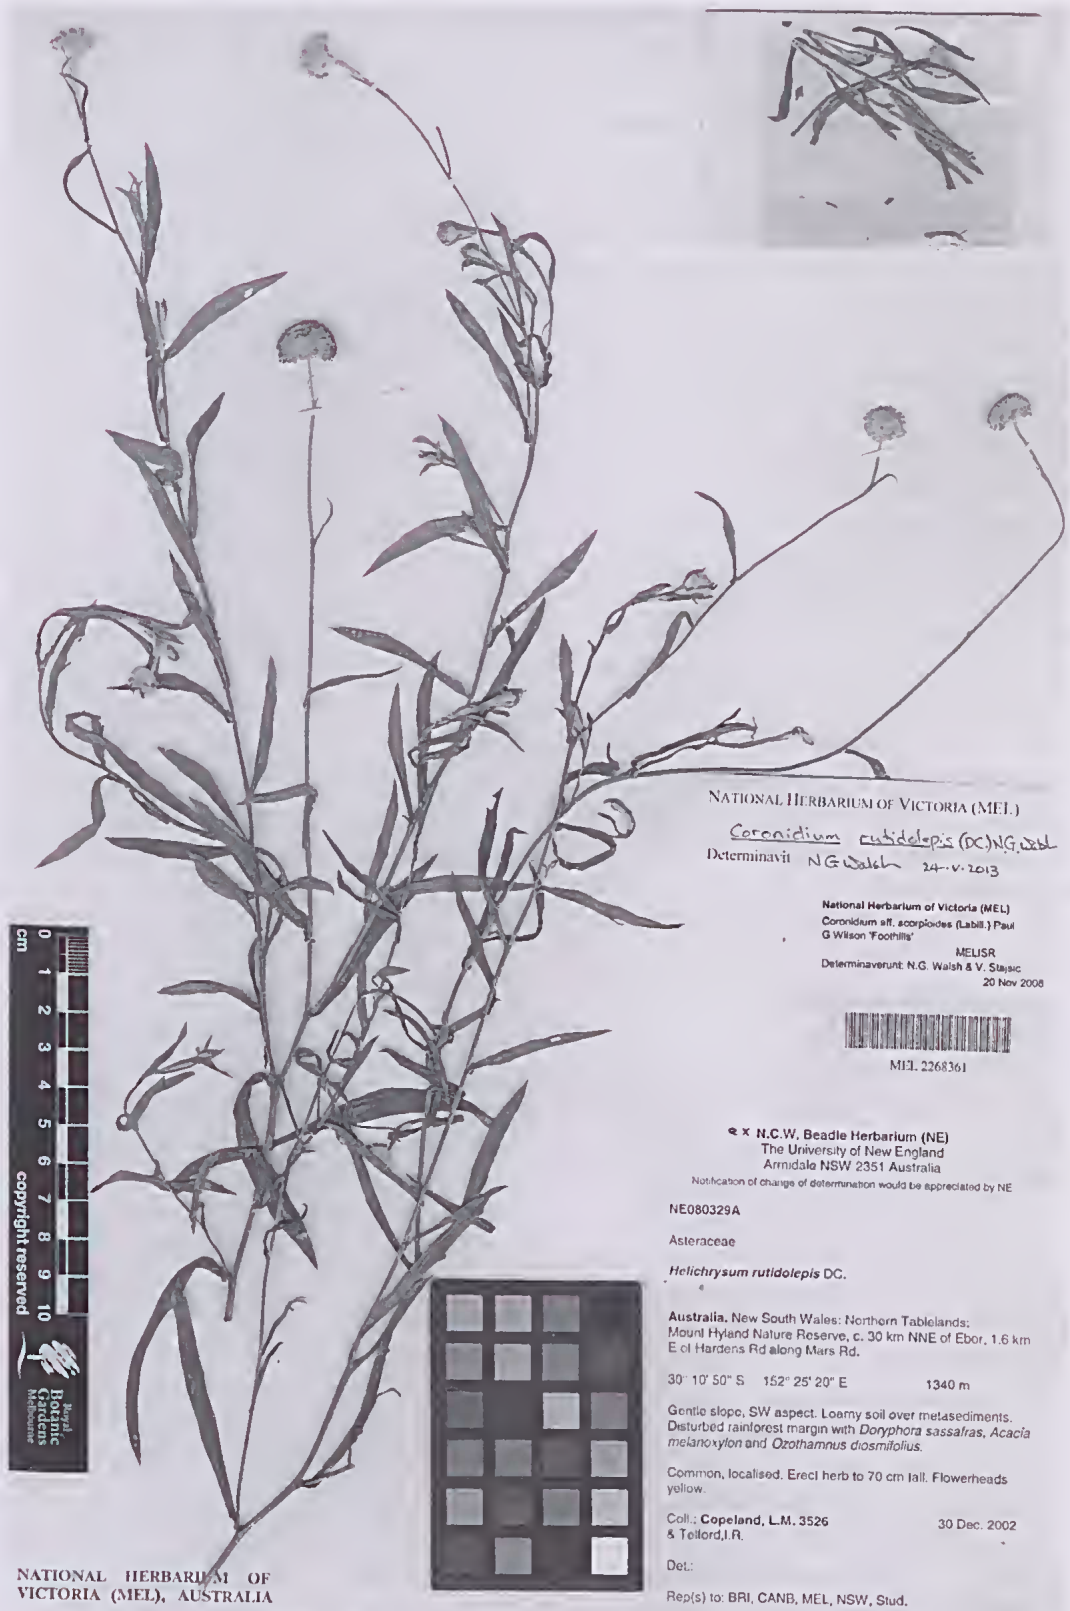 NATIONAL HERBARIUM OF VICTORIA (MEL)
Coronidium rutidolepis (DC) N.G. Walsh
Determinavit N G Walsh 24.V.2013
National Herbarium of Victoria (MEL)
Coronidium aff. scorpioides (Labill.) Paul
G Wilson 'Foothills'
MELISR
Determinaverunt: N.G. Walsh & V. Stajsic
20 Nov 2008
MEL 2268361
ex N.C.W. Beadle Herbarium (NE)
The University of New England
Armidale NSW 2351 Australia
Notification of change of determination would be appreciated by NE
NE080329A
Asteraceae
Helichrysum rutidolepis DC.
Australia, New South Wales: Northern Tablelands:
Mount Hyland Nature Reserve, c. 30 km NNE of Ebor, 1.6 km
E of Hardens Rd along Mars Rd.
30° 10' 50" S 152° 25' 20" E 1340 m
Gentle slope, SW aspect. Loamy soil over metasediments.
Disturbed rainforest margin with Doryphora sassafras, Acacia
melanoxylon and Ozothamnus diosmifolius.
Common, localised. Erect herb to 70 cm tall. Flowerheads
yellow.
Coll.: Copeland, L.M. 3526 30 Dec. 2002
& Telford,I.R.
Det.:
Rep(s) to: BRI, CANB, MEL, NSW, Stud.
0 1 2 3 4 5 6 7 8 9 10
cm
copyright reserved
Royal
Botanic
Gardens
Melbourne
NATIONAL HERBARIUM OF
VICTORIA (MEL), AUSTRALIA